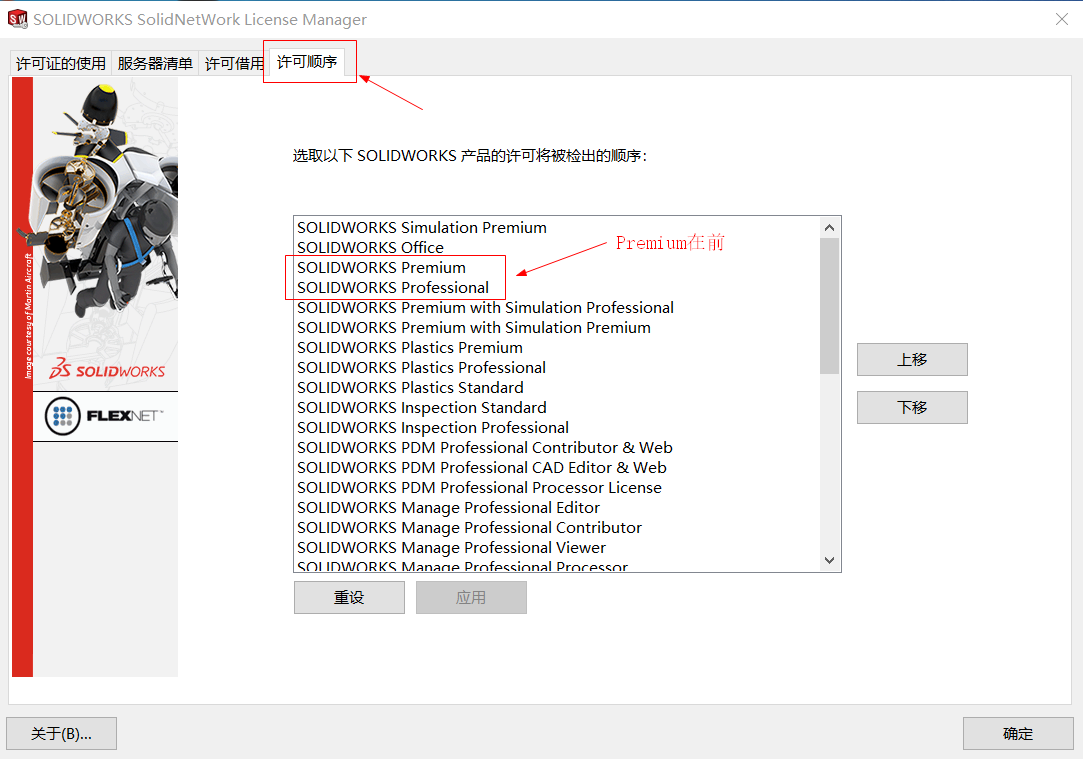 SOLIDWORKS SolidNetWork License Manager
许可证的使用 服务器清单 许可借用 许可顺序
选取以下 SOLIDWORKS 产品的许可将被检出的顺序:
SOLIDWORKS Simulation Premium
SOLIDWORKS Office
Premium在前
SOLIDWORKS Premium
SOLIDWORKS Professional
SOLIDWORKS Premium with Simulation Professional
SOLIDWORKS Premium with Simulation Premium
SOLIDWORKS Plastics Premium
SOLIDWORKS Plastics Professional
SOLIDWORKS Plastics Standard
SOLIDWORKS Inspection Standard
SOLIDWORKS Inspection Professional
SOLIDWORKS PDM Professional Contributor & Web
SOLIDWORKS PDM Professional CAD Editor & Web
SOLIDWORKS PDM Professional Processor License
SOLIDWORKS Manage Professional Editor
SOLIDWORKS Manage Professional Contributor
SOLIDWORKS Manage Professional Viewer
SOLIDWORKS Manage Professional Processor
上移
下移
重设 应用
Image courtesy of Martin Aircraft
SOLIDWORKS
FLEXNET™
关于(B)...
确定